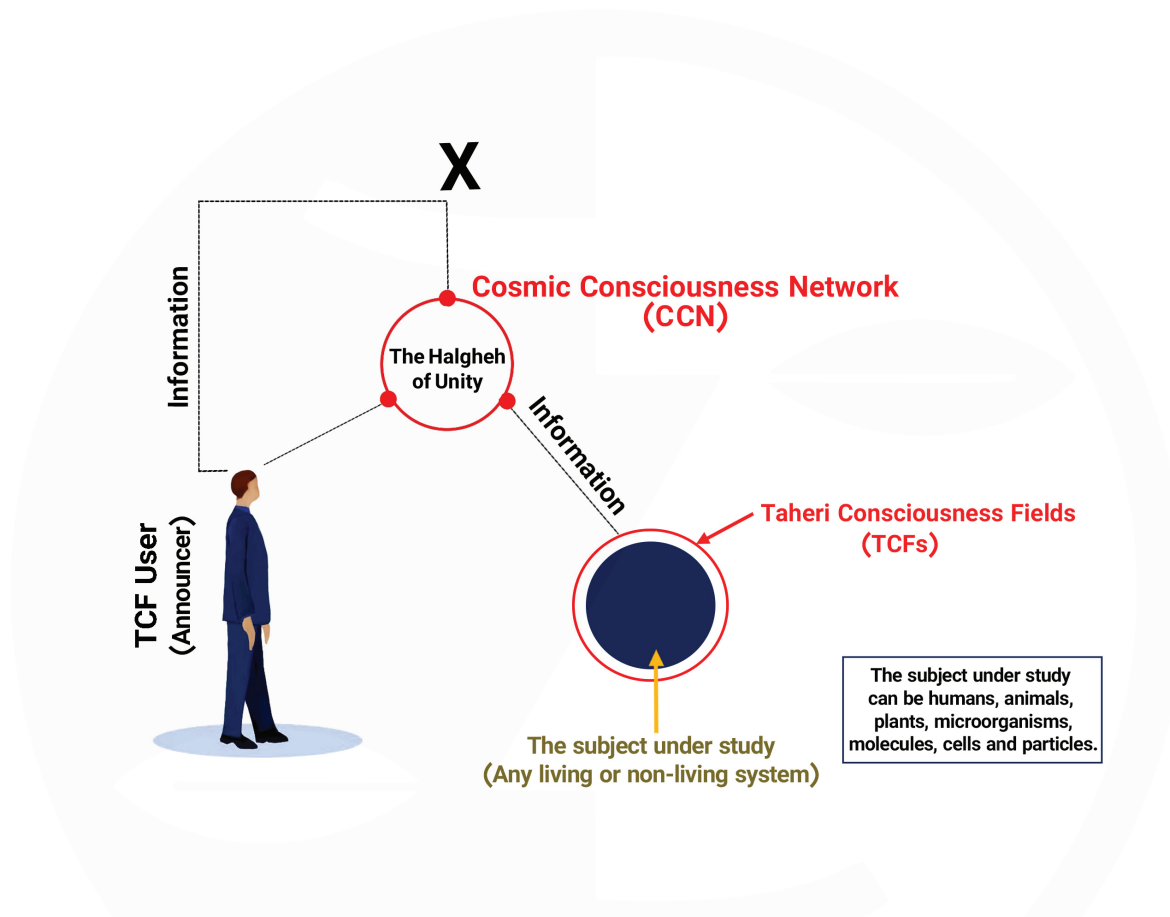 X
Information
Cosmic Consciousness Network
(CCN)
The Halgheh
of Unity
Information
TCF User
(Announcer)
Taheri Consciousness Fields
(TCFs)
The subject under study
(Any living or non-living system)
The subject under study
can be humans, animals,
plants, microorganisms,
molecules, cells and particles.